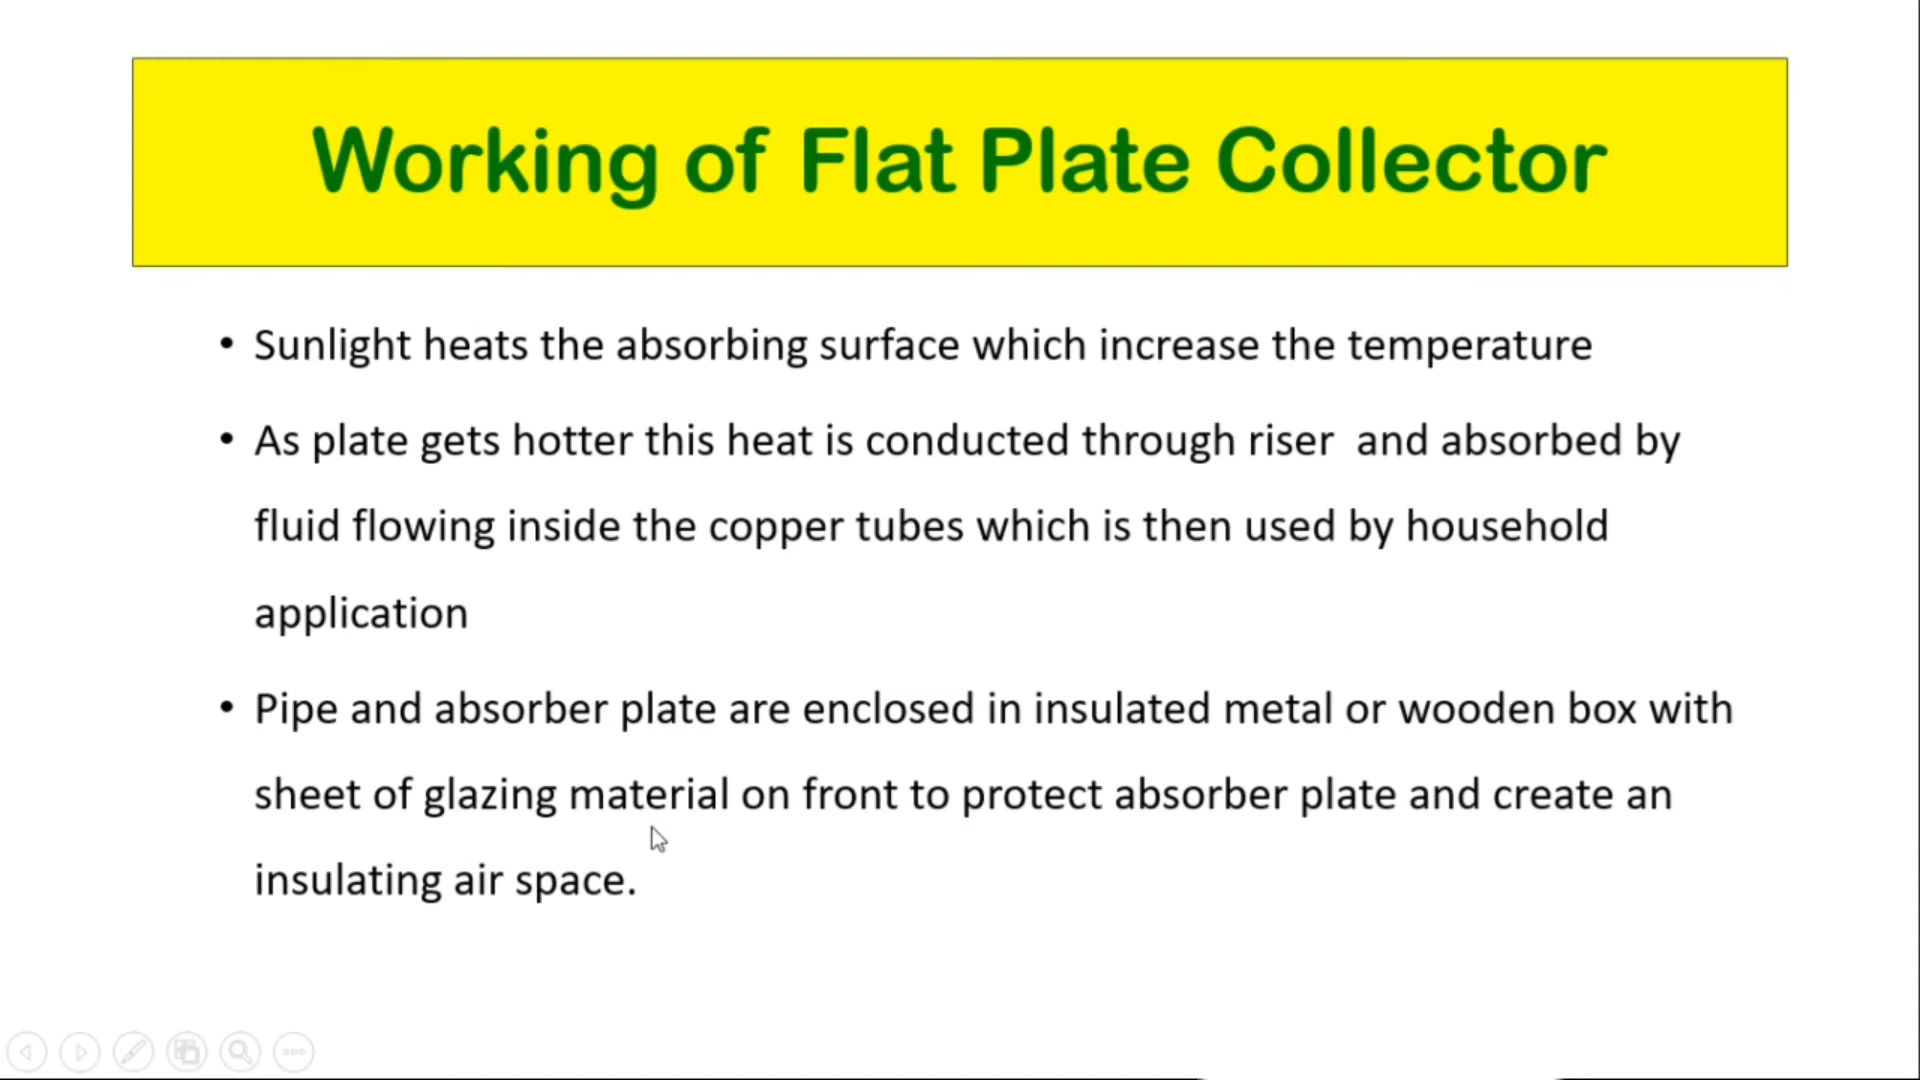 Working of Flat Plate Collector
• Sunlight heats the absorbing surface which increase the temperature
• As plate gets hotter this heat is conducted through riser  and absorbed by
fluid flowing inside the copper tubes which is then used by household
application
• Pipe and absorber plate are enclosed in insulated metal or wooden box with
sheet of glazing material on front to protect absorber plate and create an
insulating air space.